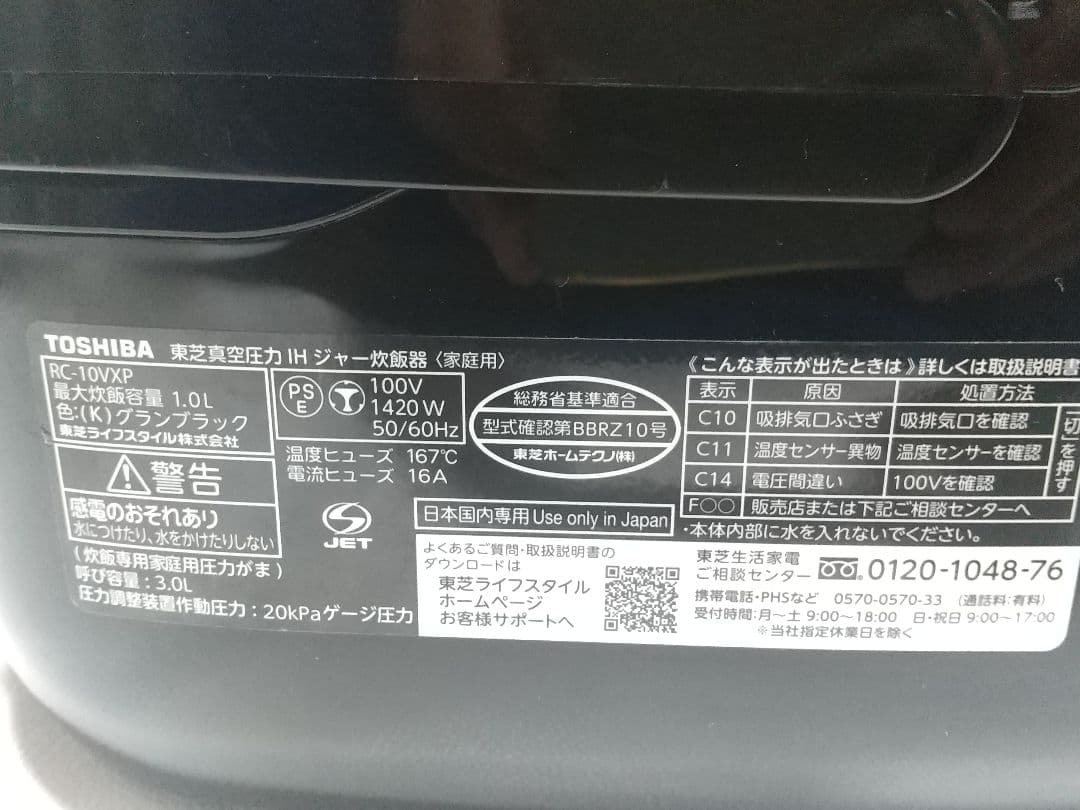 TOSHIBA 東芝真空圧力IHジャー炊飯器〈家庭用〉
RC-10VXP
最大炊飯容量 1.0L
色:(K)グランブラック
東芝ライフスタイル株式会社
PS
E
100V
1420W
50/60Hz
温度ヒューズ 167℃
電流ヒューズ 16A
総務省基準適合
型式確認第BBRZ10号
東芝ホームテクノ(株)
警告
感電のおそれあり
水につけたり、水をかけたりしない
(炊飯専用家庭用圧力がま)
呼び容量:3.0L
圧力調整装置作動圧力:20kPaゲージ圧力
JET
日本国内専用 Use only in Japan
よくあるご質問・取扱説明書の
ダウンロードは
東芝ライフスタイル
ホームページ
お客様サポートへ
《こんな表示が出たときは》詳しくは取扱説明書
表示 原因 処置方法
C10 吸排気口ふさぎ 吸排気口を確認
C11 温度センサー異物 温度センサーを確認
C14 電圧間違い 100Vを確認
切を押す
F〇〇 販売店または下記ご相談センターへ
・本体内部に水を入れないでください。
東芝生活家電
ご相談センター 0120-1048-76
携帯電話・PHSなど 0570-0570-33 (通話料:有料)
受付時間:月～土 9:00～18:00 日・祝日 9:00～17:00
※当社指定休業日を除く